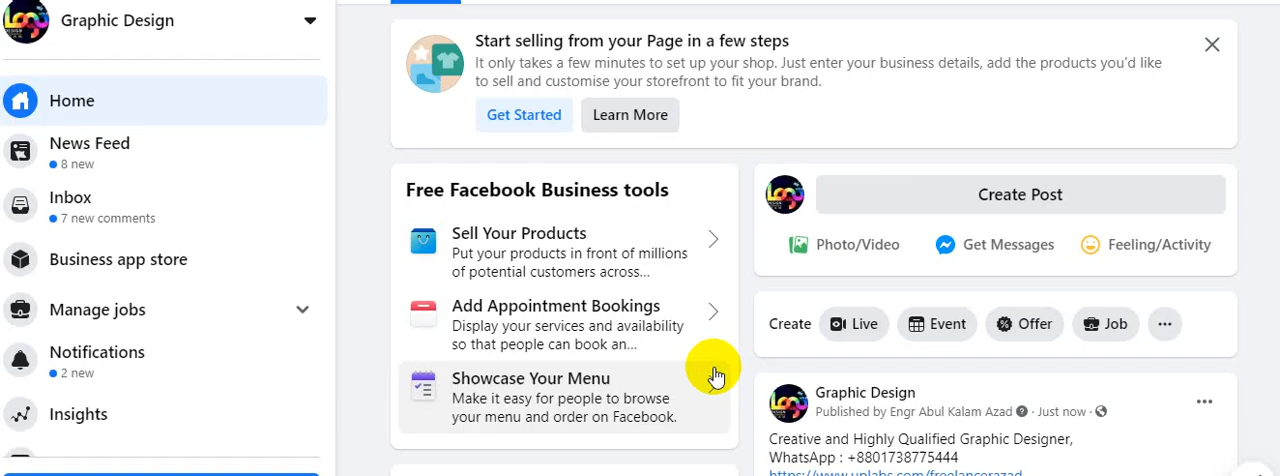 Graphic Design
Home
News Feed
8 new
Inbox
7 new comments
Business app store
Manage jobs
Notifications
2 new
Insights
Start selling from your Page in a few steps
It only takes a few minutes to set up your shop. Just enter your business details, add the products you'd like
to sell and customise your storefront to fit your brand.
Get Started
Learn More
Free Facebook Business tools
Sell Your Products
Put your products in front of millions
of potential customers across...
Add Appointment Bookings
Display your services and availability
so that people can book an...
Showcase Your Menu
Make it easy for people to browse
your menu and order on Facebook.
Create Post
Photo/Video
Get Messages
Feeling/Activity
Create
Live
Event
Offer
Job
Graphic Design
Published by Engr Abul Kalam Azad · Just now ·
Creative and Highly Qualified Graphic Designer,
WhatsApp : +8801738775444
https://www.uplabs.com/freelancerazad